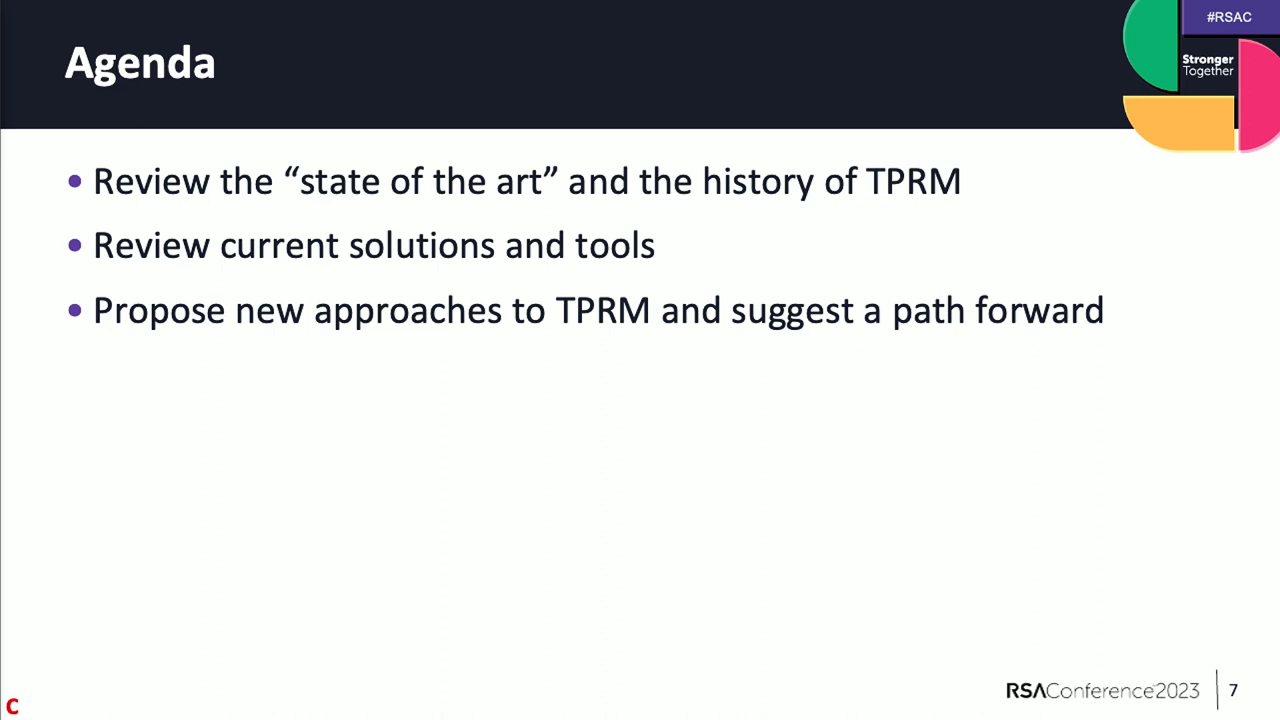 Agenda
#RSAC
Stronger
Together
• Review the “state of the art” and the history of TPRM
• Review current solutions and tools
• Propose new approaches to TPRM and suggest a path forward
C
RSAConference2023
7